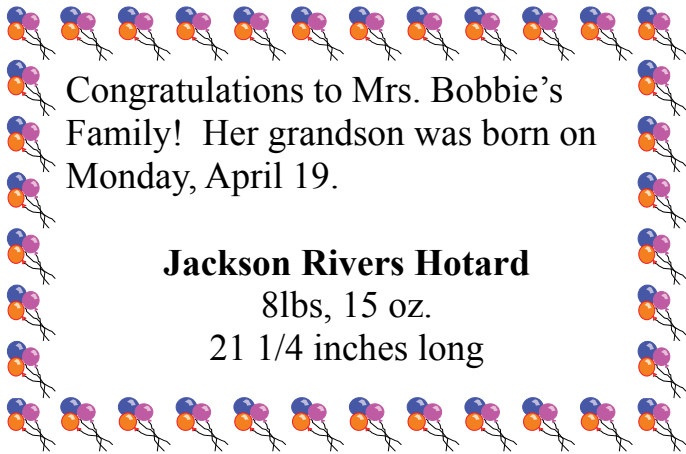 Congratulations to Mrs. Bobbie’s
Family!  Her grandson was born on
Monday, April 19.
Jackson Rivers Hotard
8lbs, 15 oz.
21 1/4 inches long